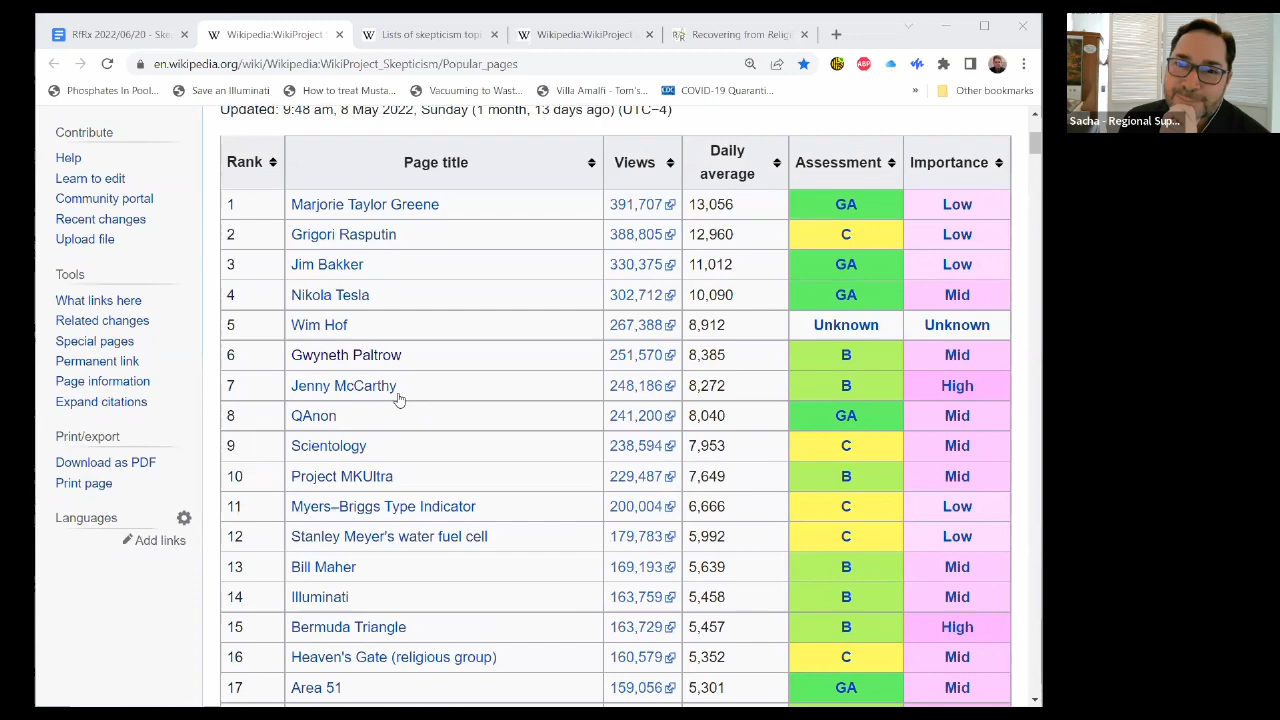 RfRx 2022/06/20 - Ske
Wikipedia:WikiProject
Lists of skepticism top
Wikipedia:WikiProject
Recovering from Religi
en.wikipedia.org/wiki/Wikipedia:WikiProject_Skepticism/Popular_pages
Phosphates In Pool...
Save an Illuminati
How to treat Musta...
Vacuuming to Was...
Villa Amalfi - Tom's...
COVID-19 Quaranti...
»
Other bookmarks
Sacha - Regional Sup...
Updated: 9:48 am, 8 May 2022, Sunday (1 month, 13 days ago) (UTC−4)
Contribute
Help
Learn to edit
Community portal
Recent changes
Upload file
Tools
What links here
Related changes
Special pages
Permanent link
Page information
Expand citations
Print/export
Download as PDF
Print page
Languages
Add links
Rank Page title Views Daily average Assessment Importance
1 Marjorie Taylor Greene 391,707 13,056 GA Low
2 Grigori Rasputin 388,805 12,960 C Low
3 Jim Bakker 330,375 11,012 GA Low
4 Nikola Tesla 302,712 10,090 GA Mid
5 Wim Hof 267,388 8,912 Unknown Unknown
6 Gwyneth Paltrow 251,570 8,385 B Mid
7 Jenny McCarthy 248,186 8,272 B High
8 QAnon 241,200 8,040 GA Mid
9 Scientology 238,594 7,953 C Mid
10 Project MKUltra 229,487 7,649 B Mid
11 Myers–Briggs Type Indicator 200,004 6,666 C Low
12 Stanley Meyer's water fuel cell 179,783 5,992 C Low
13 Bill Maher 169,193 5,639 B Mid
14 Illuminati 163,759 5,458 B Mid
15 Bermuda Triangle 163,729 5,457 B High
16 Heaven's Gate (religious group) 160,579 5,352 C Mid
17 Area 51 159,056 5,301 GA Mid